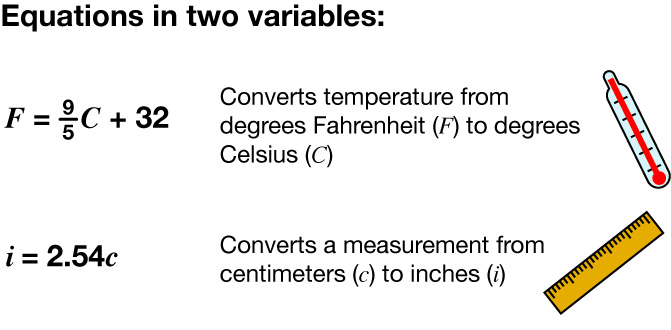 Equations in two variables:
F = 9/5 C + 32
Converts temperature from
degrees Fahrenheit (F) to degrees
Celsius (C)
i = 2.54c
Converts a measurement from
centimeters (c) to inches (i)